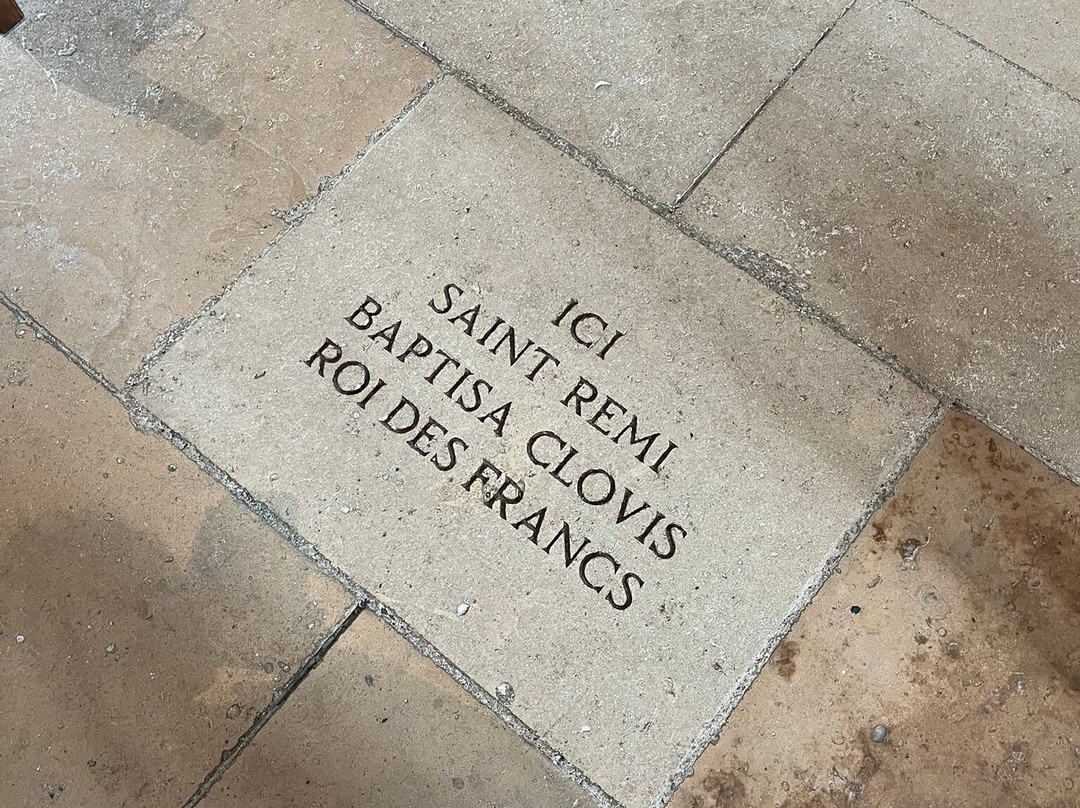 ICI
SAINT REMI
BAPTISA CLOVIS
ROI DES FRANCS